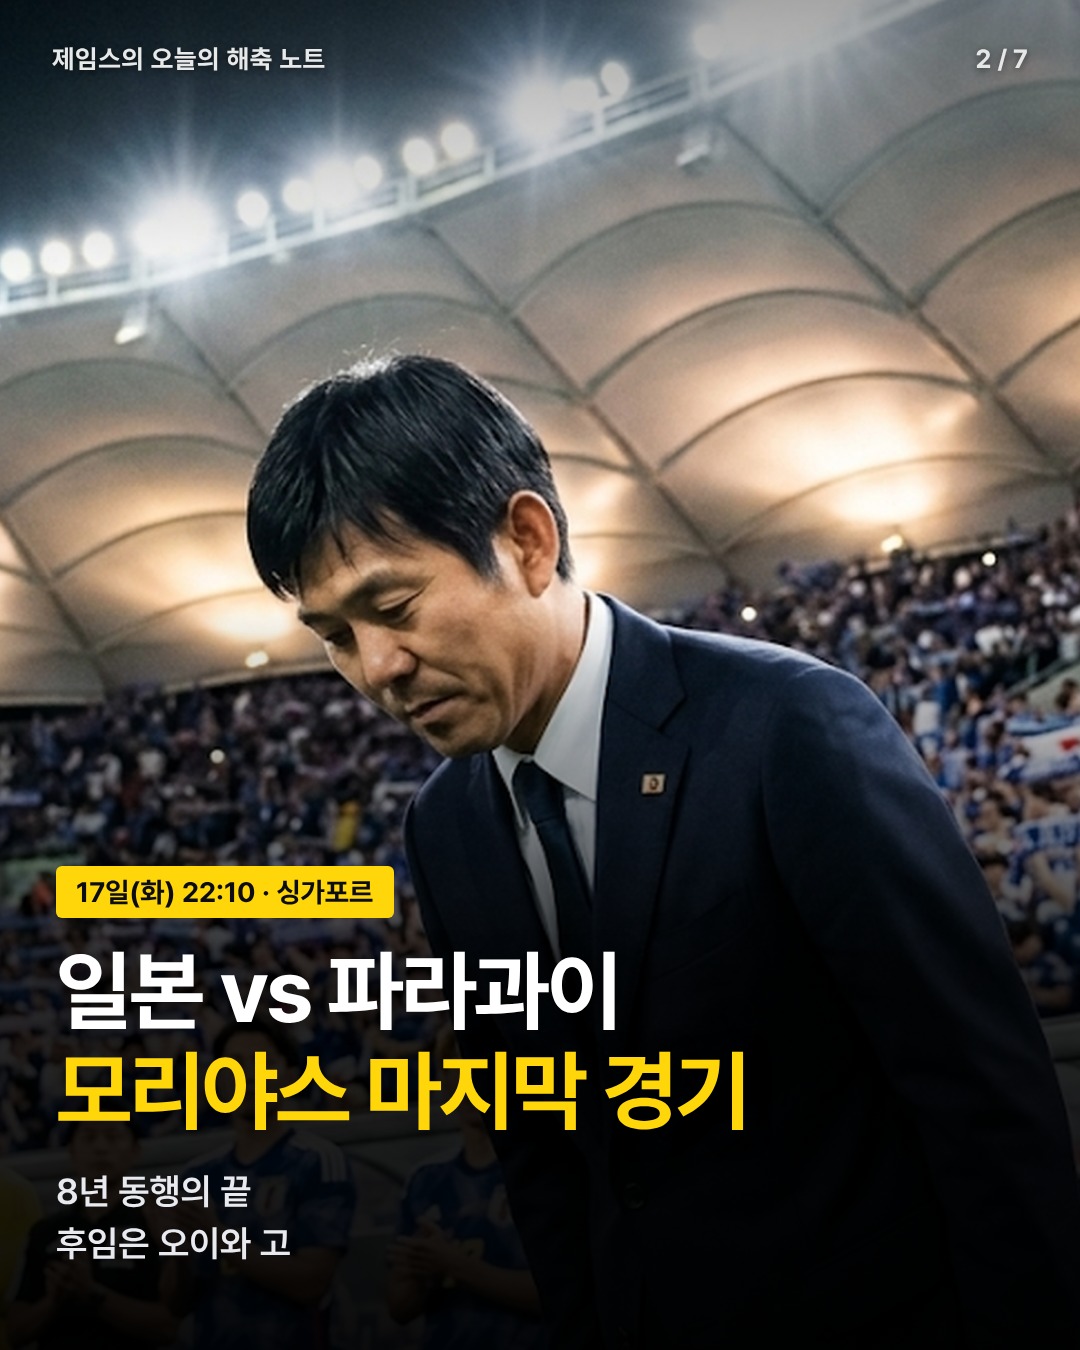 제임스의 오늘의 해축 노트
2 / 7
17일(화) 22:10 · 싱가포르
일본 vs 파라과이
모리야스 마지막 경기
8년 동행의 끝
후임은 오이와 고